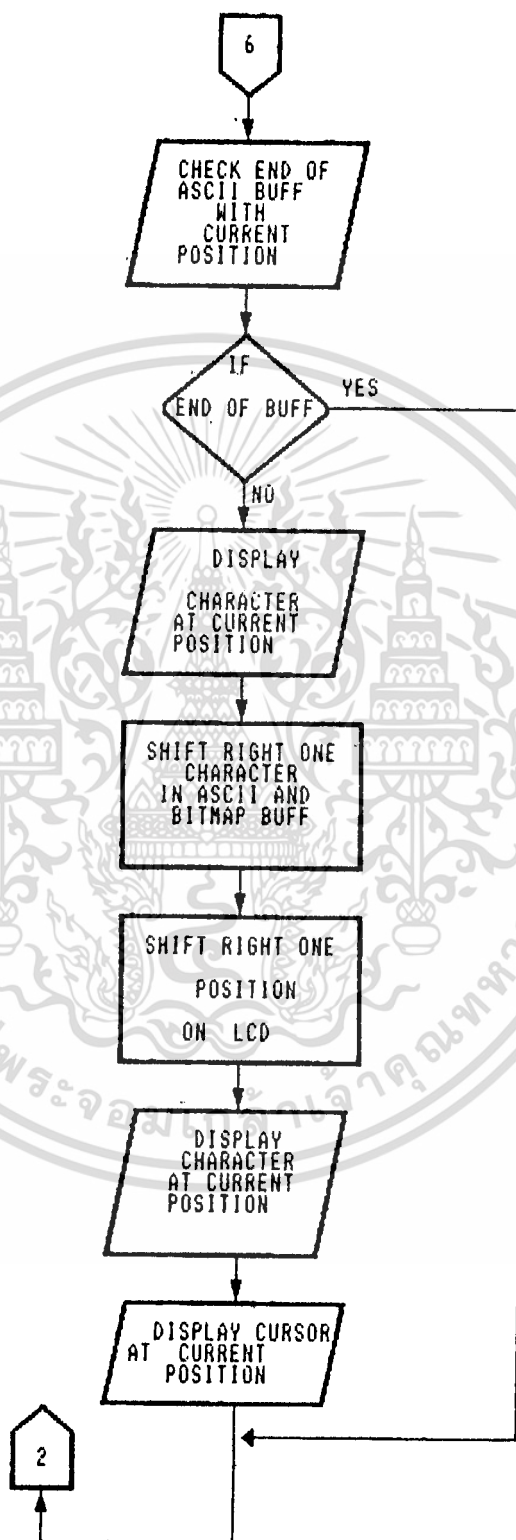 6
CHECK END OF
ASCII BUFF
WITH
CURRENT
POSITION
IF
END OF BUFF
YES
NO
DISPLAY
CHARACTER
AT CURRENT
POSITION
SHIFT RIGHT ONE
CHARACTER
IN ASCII AND
BITMAP BUFF
SHIFT RIGHT ONE
POSITION
ON LCD
DISPLAY
CHARACTER
AT CURRENT
POSITION
DISPLAY CURSOR
AT CURRENT
POSITION
2